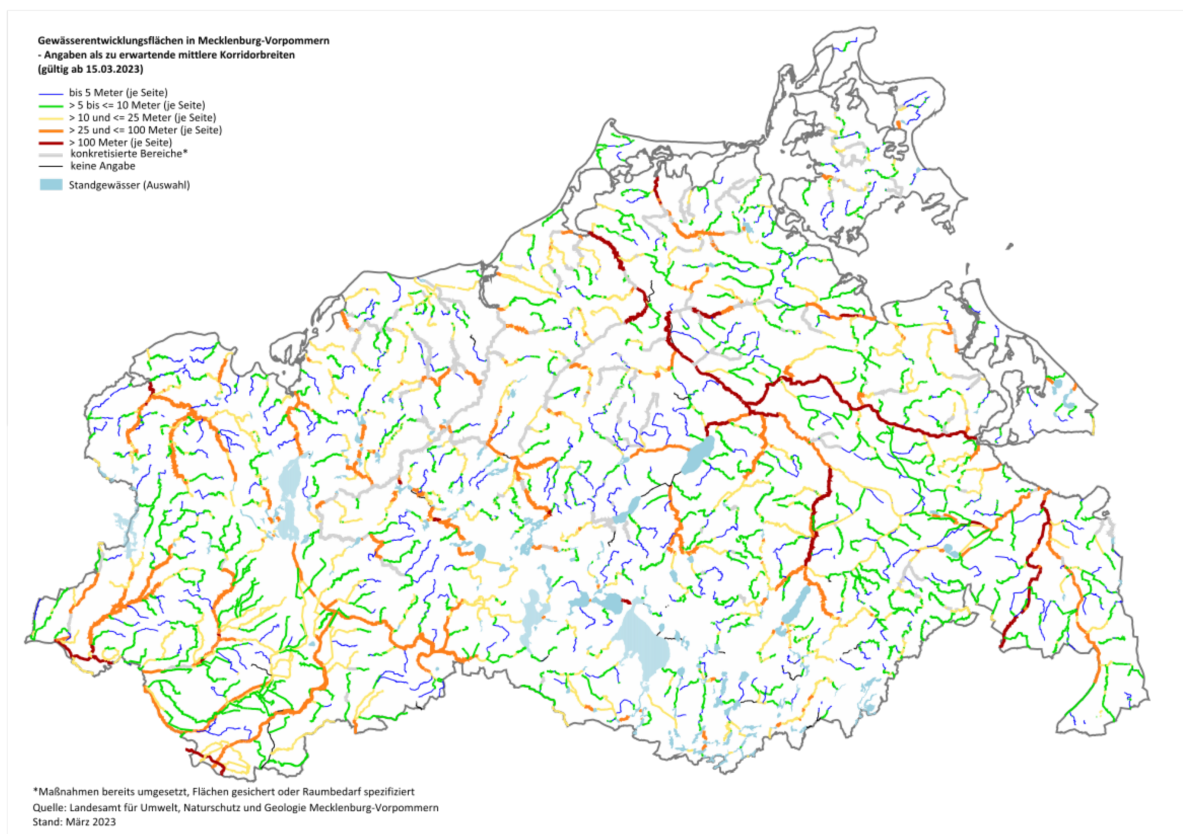 Gewässerentwicklungsflächen in Mecklenburg-Vorpommern
- Angaben als zu erwartende mittlere Korridorbreiten
(gültig ab 15.03.2023)
bis 5 Meter (je Seite)
> 5 bis <= 10 Meter (je Seite)
> 10 und <= 25 Meter (je Seite)
> 25 und <= 100 Meter (je Seite)
> 100 Meter (je Seite)
konkretisierte Bereiche*
keine Angabe
Standgewässer (Auswahl)
*Maßnahmen bereits umgesetzt, Flächen gesichert oder Raumbedarf spezifiziert
Quelle: Landesamt für Umwelt, Naturschutz und Geologie Mecklenburg-Vorpommern
Stand: März 2023